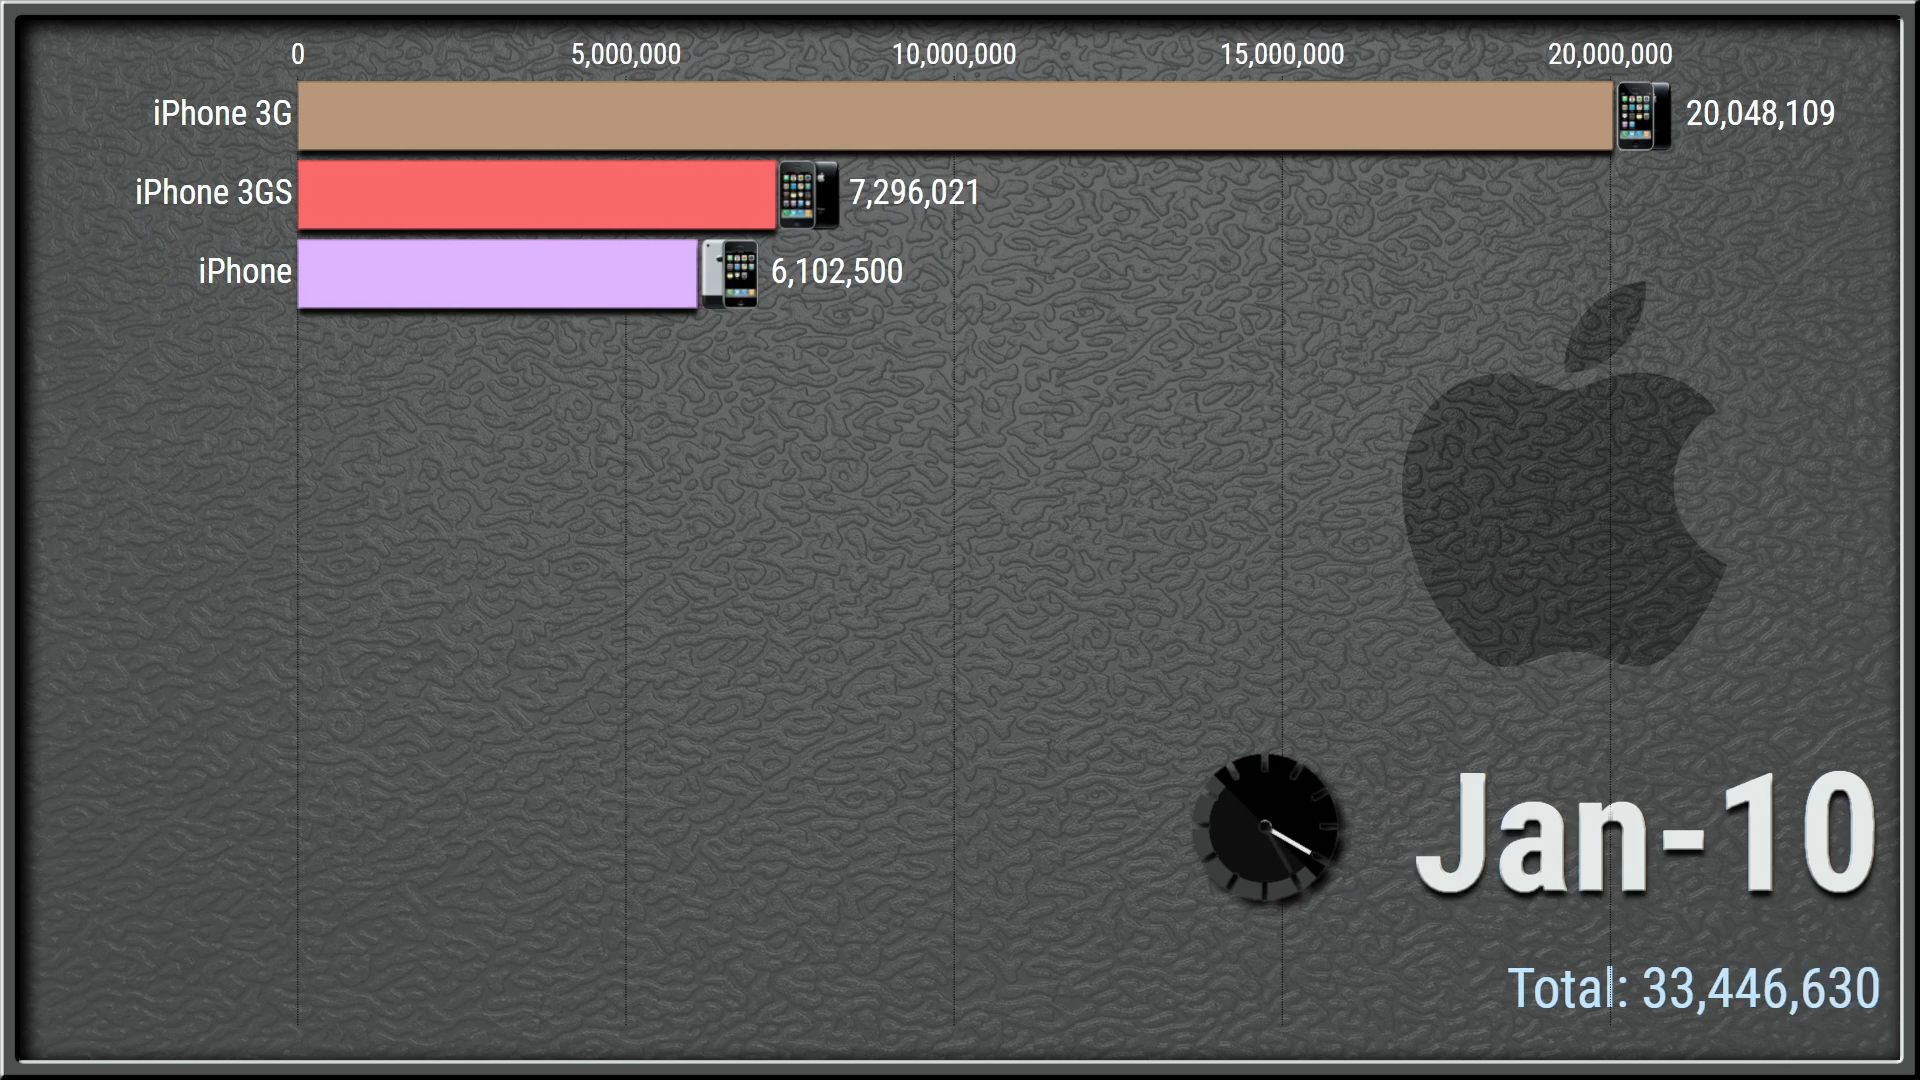 0 5,000,000 10,000,000 15,000,000 20,000,000
iPhone 3G 20,048,109
iPhone 3GS 7,296,021
iPhone 6,102,500
Jan-10
Total: 33,446,630